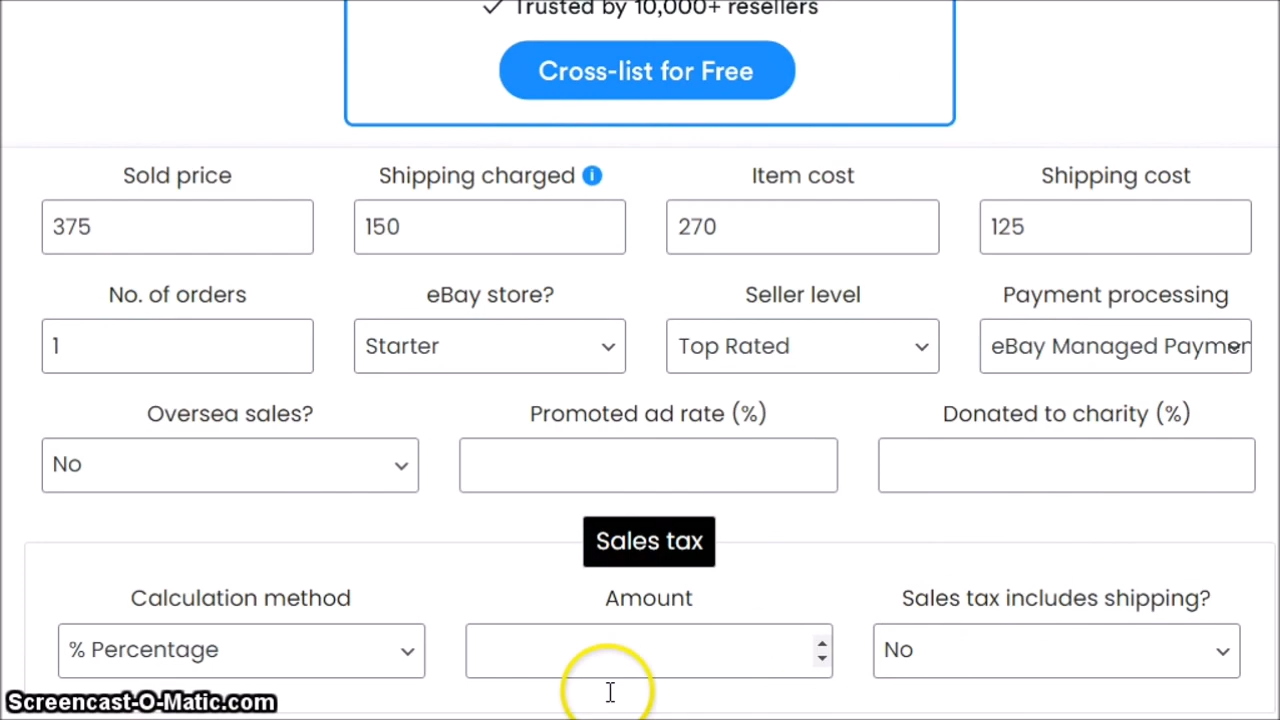 ✓ Trusted by 10,000+ resellers
Cross-list for Free
Sold price Shipping charged i Item cost Shipping cost
375 150 270 125
No. of orders eBay store? Seller level Payment processing
1 Starter Top Rated eBay Managed Paymen
Oversea sales? Promoted ad rate (%) Donated to charity (%)
No
Sales tax
Calculation method Amount Sales tax includes shipping?
% Percentage No
Screencast-O-Matic.com